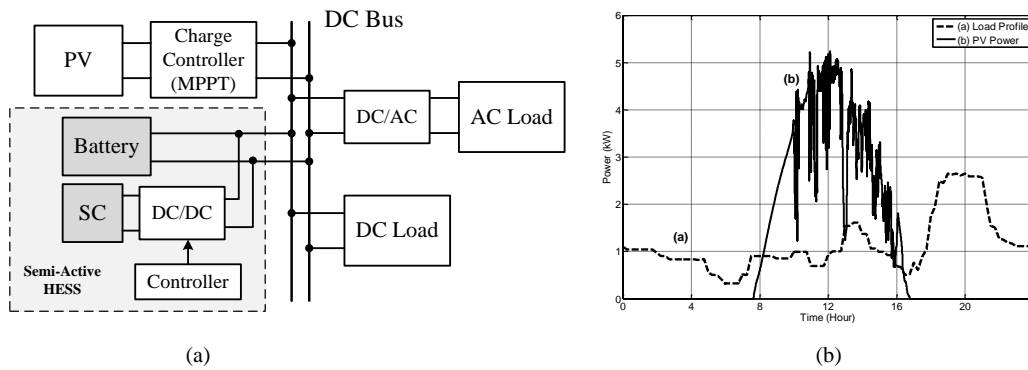 DC Bus
PV
Charge
Controller
(MPPT)
Battery
SC
DC/DC
Controller
Semi-Active
HESS
DC/AC
AC Load
DC Load
(a)
6
5
4
3
2
1
0
Power (kW)
0
4
8
12
16
20
Time (Hour)
(a) Load Profile
(b) PV Power
(b)
(a)
(b)